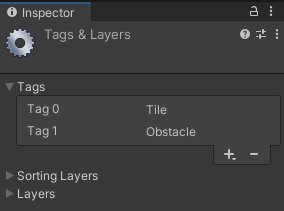 Inspector
Tags & Layers
Tags
Tag 0 Tile
Tag 1 Obstacle
Sorting Layers
Layers